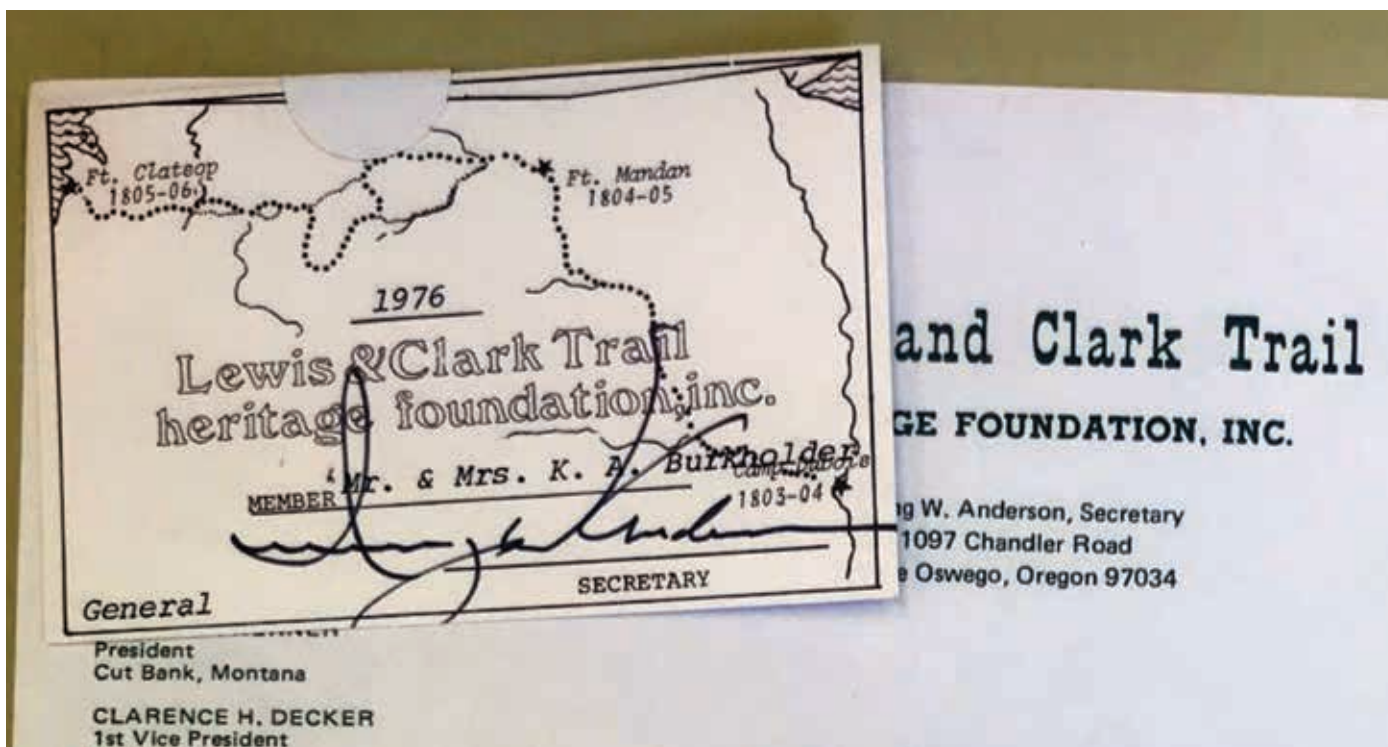 Ft. Clatsop
1805-06
Ft. Mandan
1804-05
1976
Lewis & Clark Trail
heritage foundation, inc.
Mr. & Mrs. K. A. Burkholder
MEMBER
Camp Dubois
1803-04
SECRETARY
General
and Clark Trail
GE FOUNDATION, INC.
W. Anderson, Secretary
1097 Chandler Road
Oswego, Oregon 97034
President
Cut Bank, Montana
CLARENCE H. DECKER
1st Vice President